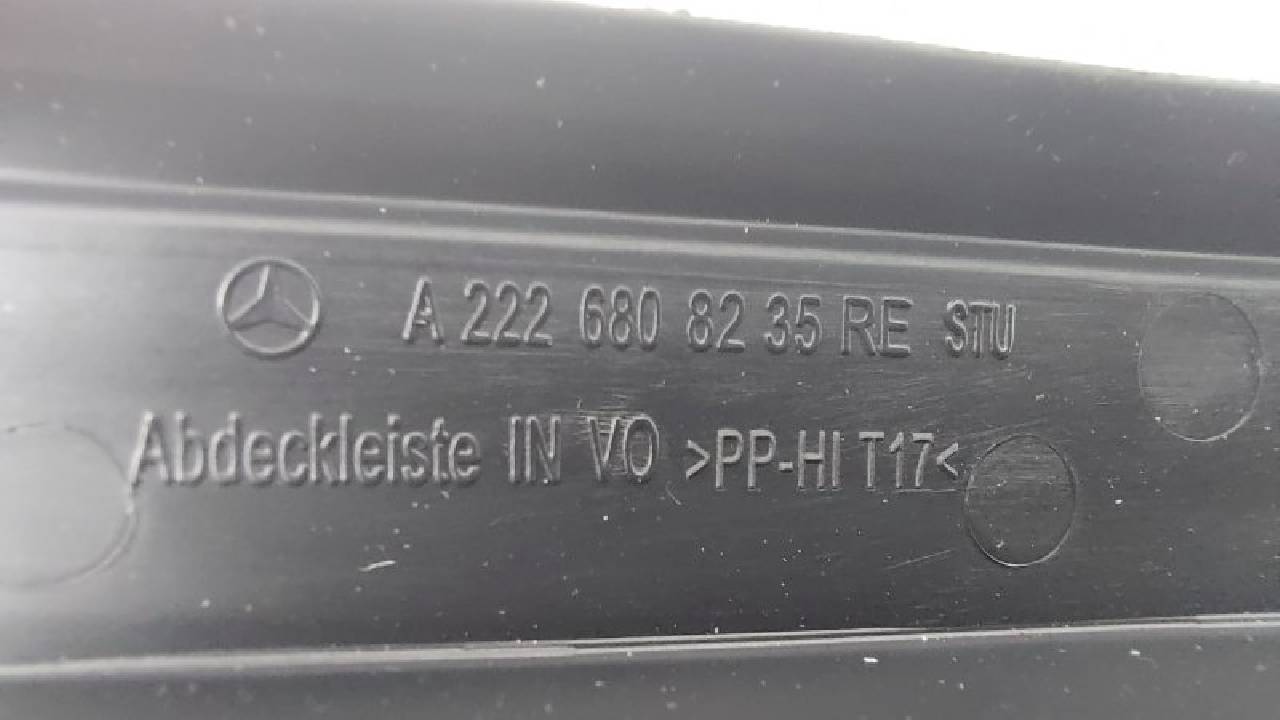 A 222 680 82 35 RE STU
Abdeckleiste IN VO >PP-HI T17<